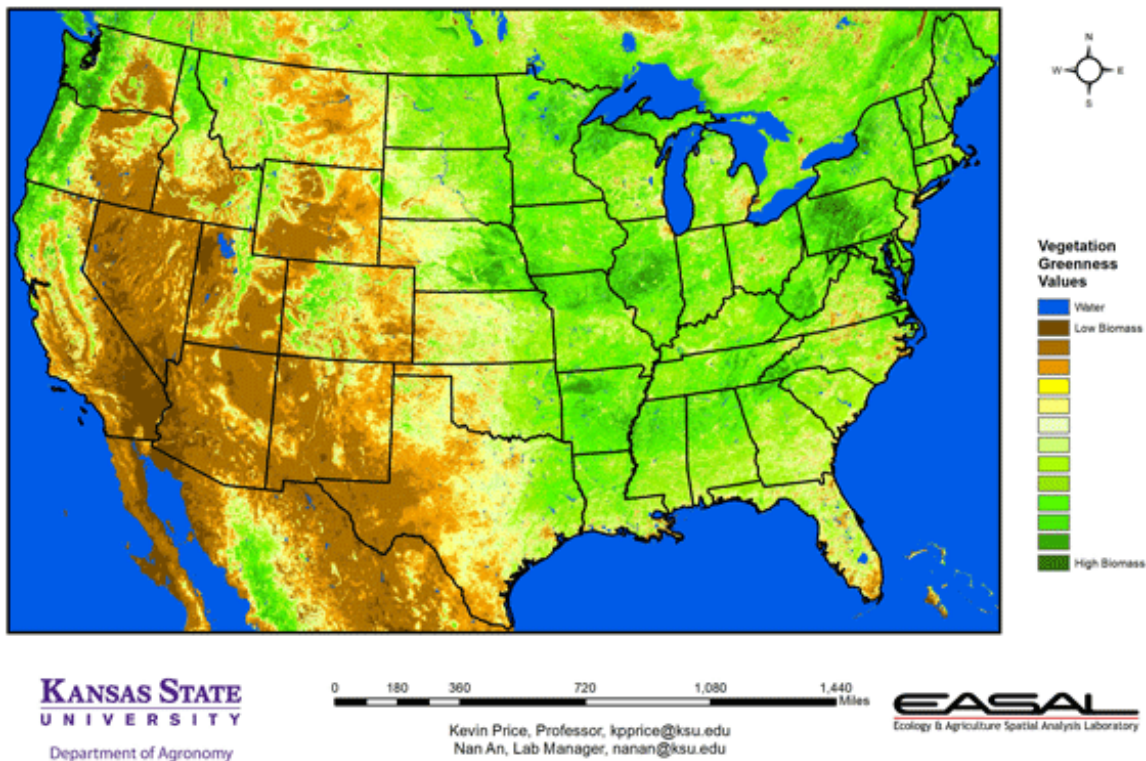 N
W E
S
Vegetation
Greenness
Values
Water
Low Biomass
High Biomass
KANSAS STATE
UNIVERSITY
Department of Agronomy
0 180 360 720 1,080 1,440
Miles
Kevin Price, Professor, kpprice@ksu.edu
Nan An, Lab Manager, nanan@ksu.edu
EASAL
Ecology & Agriculture Spatial Analysis Laboratory